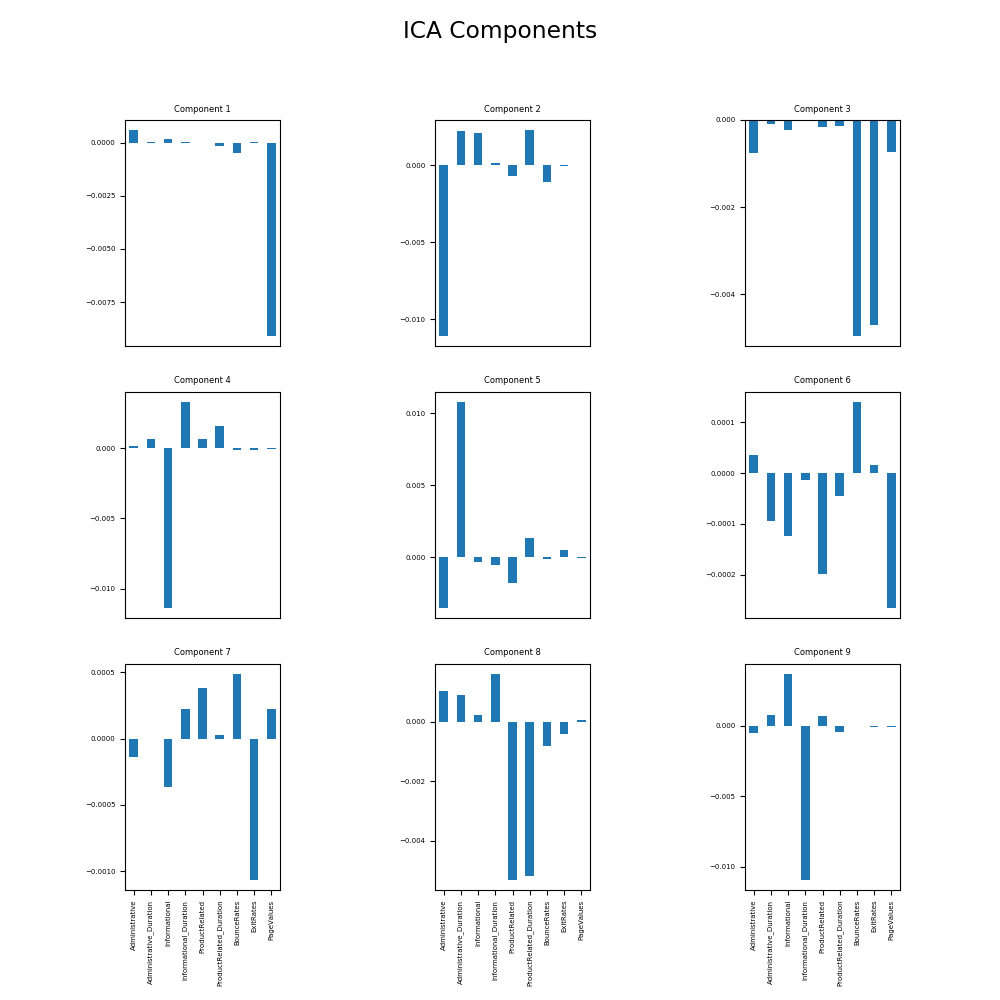 ICA Components
Component 1
Component 2
Component 3
0.0000
−0.0025
−0.0050
−0.0075
0.000
−0.005
−0.010
0.000
−0.002
−0.004
Component 4
Component 5
Component 6
0.000
−0.005
−0.010
0.010
0.005
0.000
0.0001
0.0000
−0.0001
−0.0002
Component 7
Component 8
Component 9
0.0005
0.0000
−0.0005
−0.0010
0.000
−0.002
−0.004
0.000
−0.005
−0.010
Administrative
Administrative_Duration
Informational
Informational_Duration
ProductRelated
ProductRelated_Duration
BounceRates
ExitRates
PageValues
Administrative
Administrative_Duration
Informational
Informational_Duration
ProductRelated
ProductRelated_Duration
BounceRates
ExitRates
PageValues
Administrative
Administrative_Duration
Informational
Informational_Duration
ProductRelated
ProductRelated_Duration
BounceRates
ExitRates
PageValues